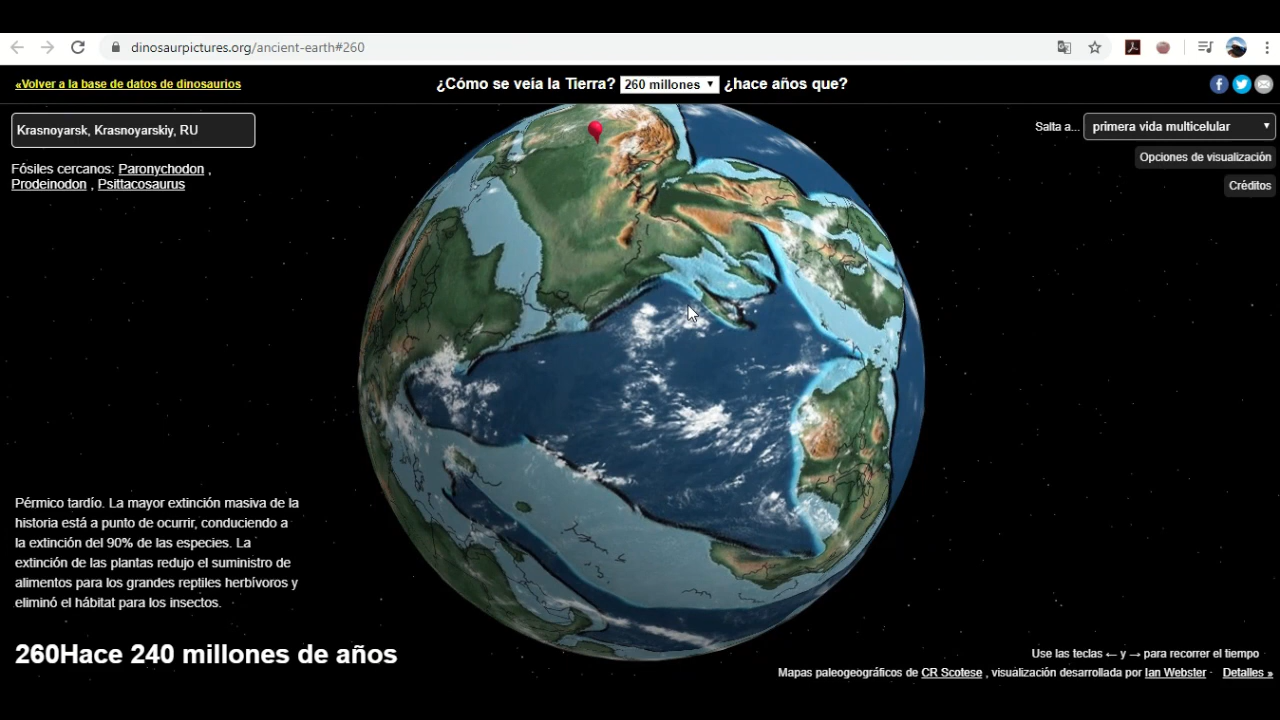 dinosaurpictures.org/ancient-earth#260
«Volver a la base de datos de dinosaurios
¿Cómo se veía la Tierra? 260 millones ¿hace años que?
Krasnoyarsk, Krasnoyarskiy, RU
Salta a... primera vida multicelular
Opciones de visualización
Créditos
Fósiles cercanos: Paronychodon ,
Prodeinodon , Psittacosaurus
Pérmico tardío. La mayor extinción masiva de la
historia está a punto de ocurrir, conduciendo a
la extinción del 90% de las especies. La
extinción de las plantas redujo el suministro de
alimentos para los grandes reptiles herbívoros y
eliminó el hábitat para los insectos.
260Hace 240 millones de años
Use las teclas ← y → para recorrer el tiempo
Mapas paleogeográficos de CR Scotese , visualización desarrollada por Ian Webster · Detalles »